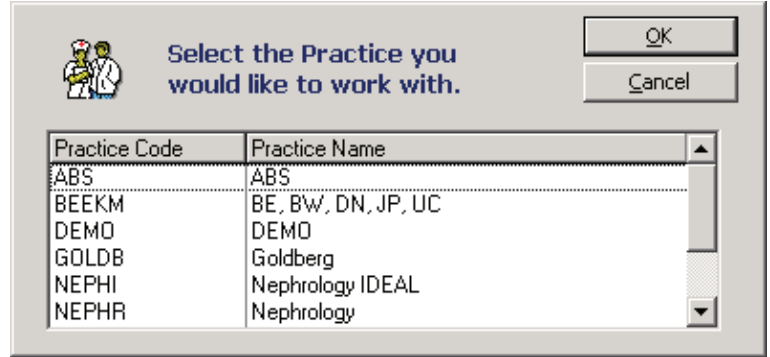 Select the Practice you
would like to work with.
OK
Cancel
Practice Code Practice Name
ABS ABS
BEEKM BE, BW, DN, JP, UC
DEMO DEMO
GOLDB Goldberg
NEPHI Nephrology IDEAL
NEPHR Nephrology